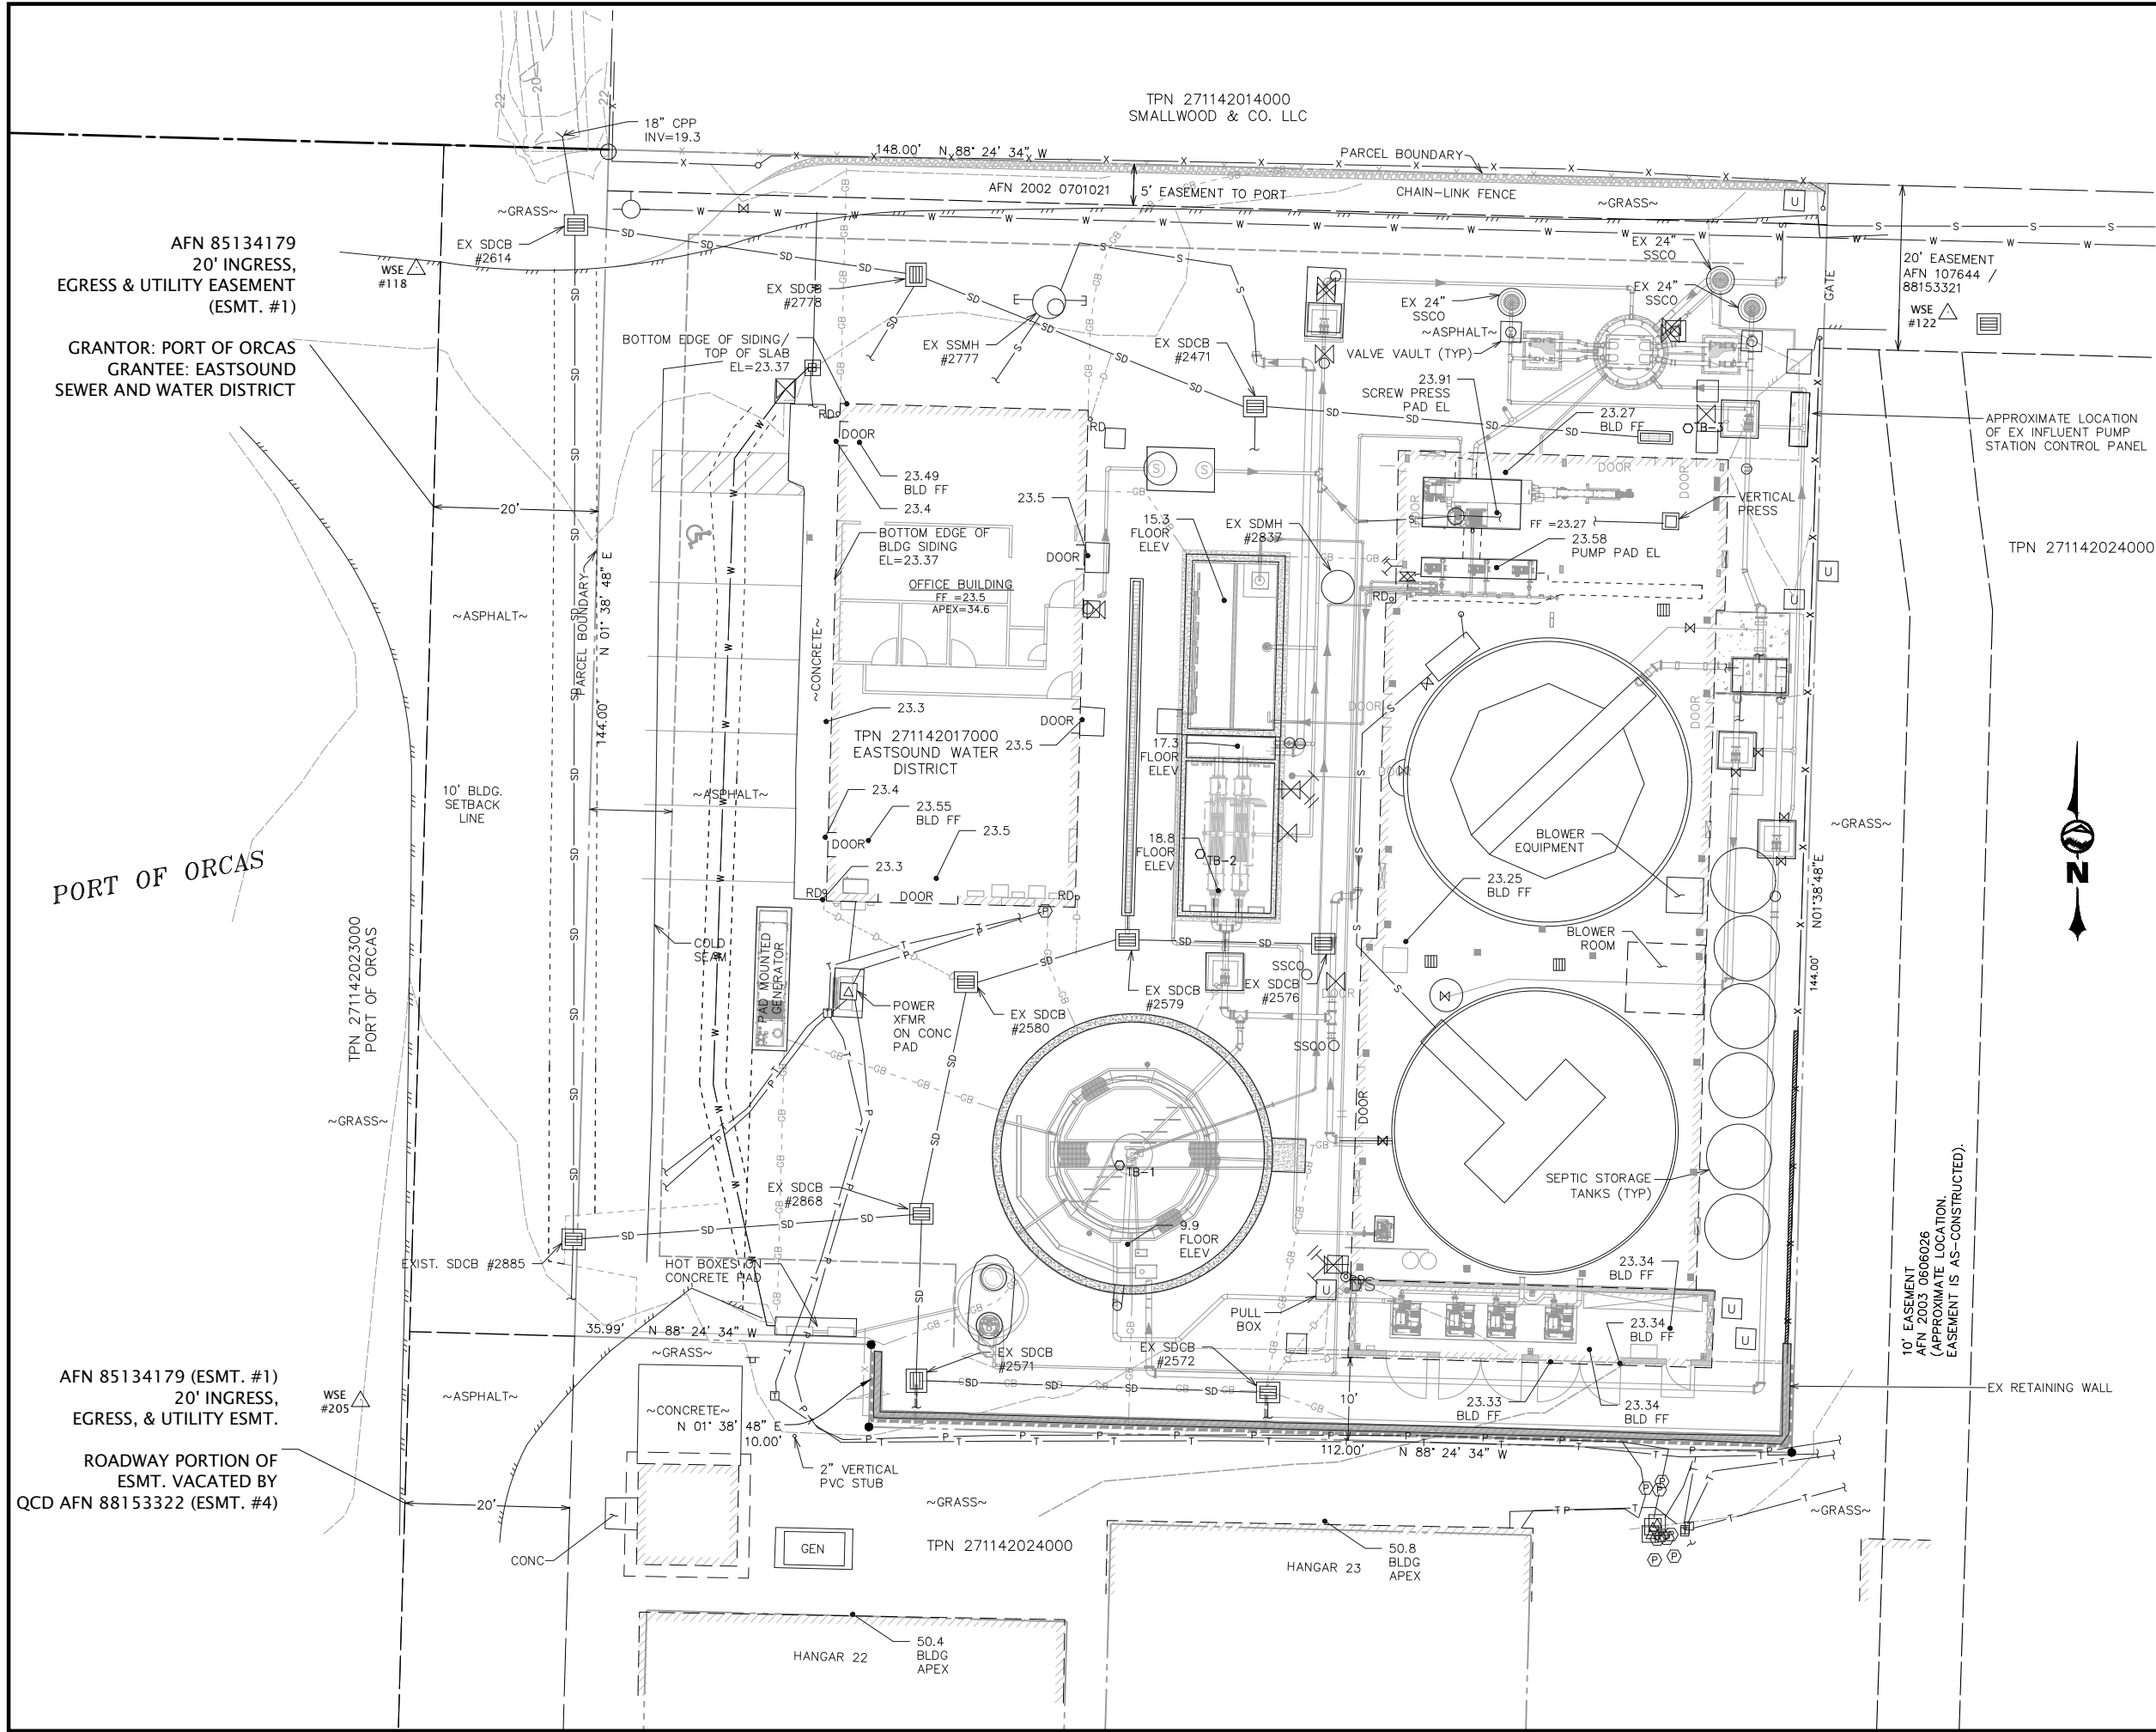 TPN 271142014000
SMALLWOOD & CO. LLC
18" CPP
INV=19.3
22
20
22
148.00' N 88° 24' 34" W
PARCEL BOUNDARY
AFN 2002 0701021
5' EASEMENT TO PORT
CHAIN-LINK FENCE
~GRASS~
~GRASS~
U
AFN 85134179
20' INGRESS,
EGRESS & UTILITY EASEMENT
(ESMT. #1)
GRANTOR: PORT OF ORCAS
GRANTEE: EASTSOUND
SEWER AND WATER DISTRICT
WSE
#118
EX SDCB
#2614
EX SDCB
#2778
EX SSMH
#2777
EX SDCB
#2471
EX 24"
SSCO
EX 24"
SSCO
EX 24"
SSCO
~ASPHALT~
VALVE VAULT (TYP)
GATE
20' EASEMENT
AFN 107644 /
88153321
WSE
#122
BOTTOM EDGE OF SIDING/
TOP OF SLAB
EL=23.37
23.91
SCREW PRESS
PAD EL
23.27
BLD FF
TB-3
APPROXIMATE LOCATION
OF EX INFLUENT PUMP
STATION CONTROL PANEL
RD
DOOR
RD
23.49
BLD FF
23.4
23.5
DOOR
DOOR
DOOR
VERTICAL
PRESS
20'
BOTTOM EDGE OF
BLDG SIDING
EL=23.37
OFFICE BUILDING
FF =23.5
APEX=34.6
DOOR
15.3
FLOOR
ELEV
EX SDMH
#2837
FF =23.27
23.58
PUMP PAD EL
TPN 271142024000
U
U
RD
~ASPHALT~
PARCEL BOUNDARY
N 01° 38' 48" E
144.00'
~CONCRETE~
23.3
TPN 271142017000
EASTSOUND WATER
DISTRICT
DOOR
23.5
17.3
FLOOR
ELEV
DOOR
DOOR
DOOR
10' BLDG.
SETBACK
LINE
~ASPHALT~
23.4
23.55
BLD FF
23.5
DOOR
23.3
RD
DOOR
RD
18.8
FLOOR
ELEV
TB-2
BLOWER
EQUIPMENT
23.25
BLD FF
~GRASS~
N
PORT OF ORCAS
TPN 271142023000
PORT OF ORCAS
COLD
SEAM
PAD MOUNTED
GENERATOR
POWER
XFMR
ON CONC
PAD
EX SDCB
#2580
EX SDCB
#2579
SSCO
EX SDCB
#2576
DOOR
SSCO
BLOWER
ROOM
N01°38'48"E
144.00'
~GRASS~
DOOR
TB-1
EX SDCB
#2868
9.9
FLOOR
ELEV
SEPTIC STORAGE
TANKS (TYP)
10' EASEMENT
AFN 2003 0606026
(APPROXIMATE LOCATION.
EASEMENT IS AS-CONSTRUCTED).
EXIST. SDCB #2885
HOT BOXES ON
CONCRETE PAD
23.34
BLD FF
RD
U
PULL
BOX
U
U
35.99' N 88° 24' 34" W
~GRASS~
EX SDCB
#2571
EX SDCB
#2572
23.34
BLD FF
AFN 85134179 (ESMT. #1)
20' INGRESS,
EGRESS, & UTILITY ESMT.
WSE
#205
~ASPHALT~
ROADWAY PORTION OF
ESMT. VACATED BY
QCD AFN 88153322 (ESMT. #4)
~CONCRETE~
N 01° 38' 48" E
10.00'
10'
23.33
BLD FF
23.34
BLD FF
EX RETAINING WALL
112.00' N 88° 24' 34" W
2" VERTICAL
PVC STUB
20'
~GRASS~
~GRASS~
CONC
GEN
TPN 271142024000
HANGAR 23
50.8
BLDG
APEX
HANGAR 22
50.4
BLDG
APEX